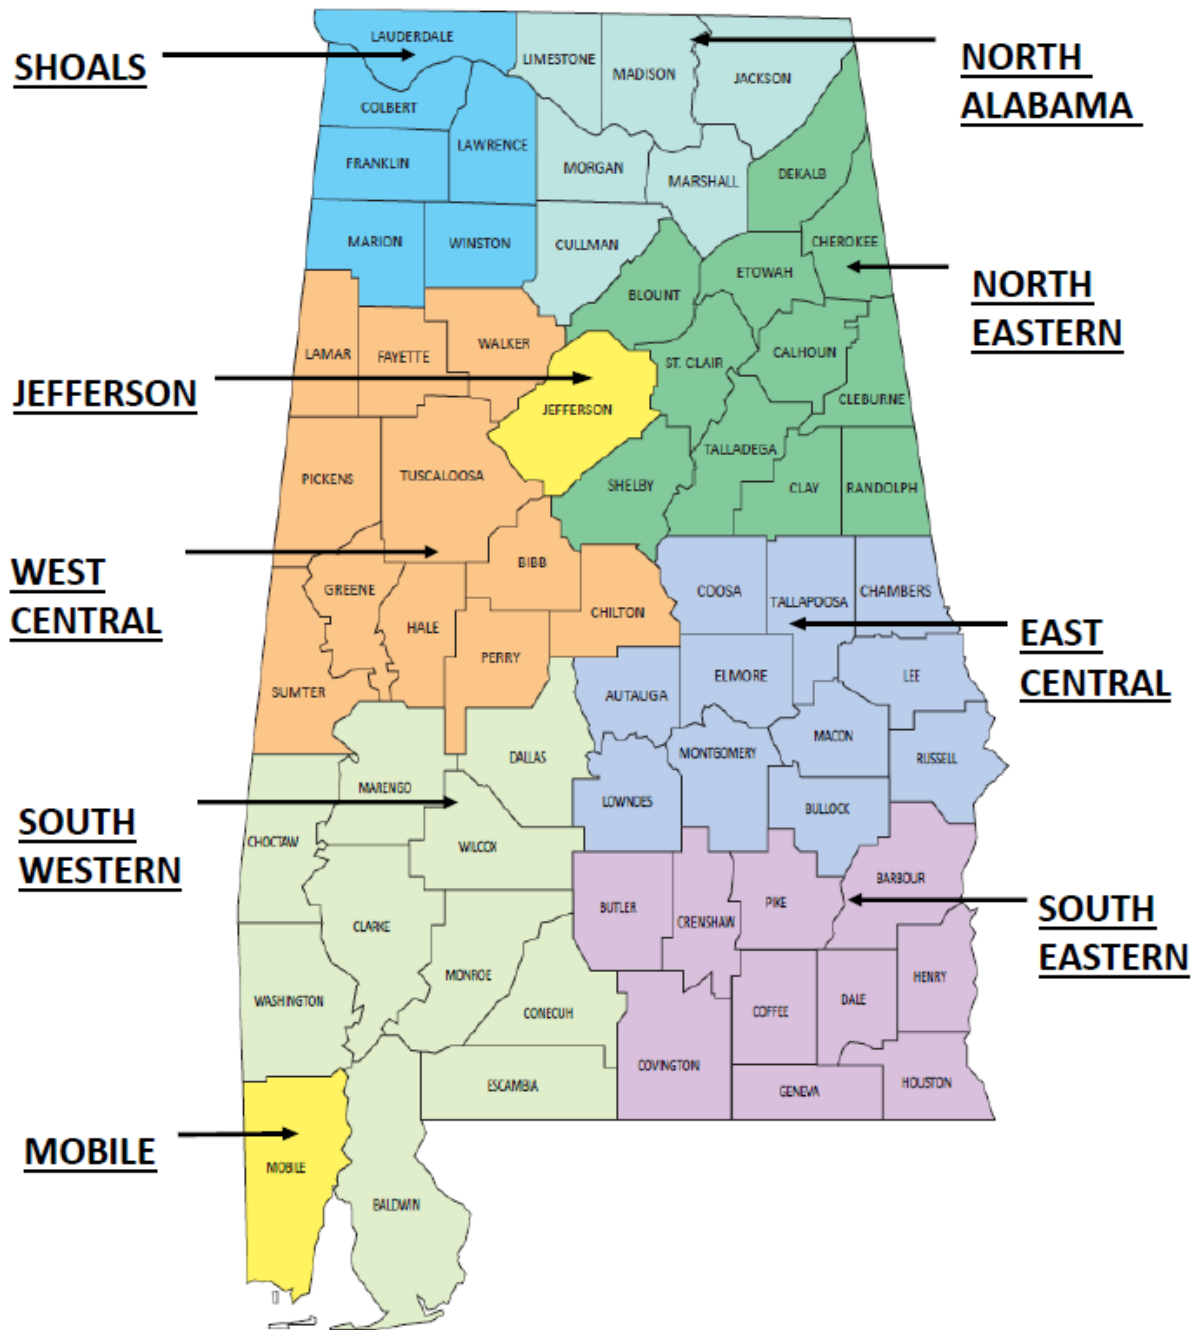 LAUDERDALE
LIMESTONE
MADISON
JACKSON
SHOALS
NORTH
ALABAMA
COLBERT
LAWRENCE
FRANKLIN
MORGAN
MARSHALL
DEKALB
MARION
WINSTON
CULLMAN
CHEROKEE
ETOWAH
BLOUNT
NORTH
EASTERN
LAMAR
FAYETTE
WALKER
ST. CLAIR
CALHOUN
CLEBURNE
JEFFERSON
JEFFERSON
PICKENS
TUSCALOOSA
SHELBY
TALLADEGA
CLAY
RANDOLPH
WEST
CENTRAL
GREENE
BIBB
COOSA
TALLAPOOSA
CHAMBERS
HALE
CHILTON
EAST
CENTRAL
SUMTER
PERRY
AUTAUGA
ELMORE
LEE
DALLAS
MONTGOMERY
MACON
RUSSELL
MARENGO
LOWNDES
BULLOCK
SOUTH
WESTERN
CHOCTAW
WILCOX
BARBOUR
CLARKE
BUTLER
CRENSHAW
PIKE
SOUTH
EASTERN
WASHINGTON
MONROE
CONECUH
COFFEE
DALE
HENRY
ESCAMBIA
COVINGTON
GENEVA
HOUSTON
MOBILE
MOBILE
BALDWIN